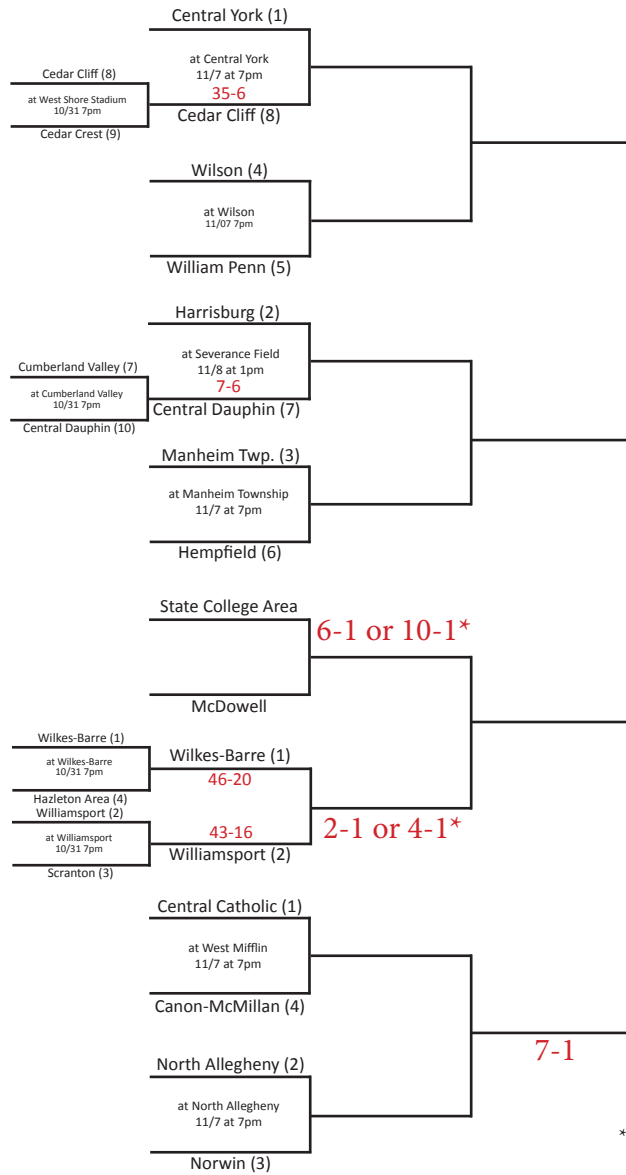 Central York (1)
at Central York
11/7 at 7pm
35-6
Cedar Cliff (8)
at West Shore Stadium
10/31 7pm
Cedar Crest (9)
Cedar Cliff (8)
Wilson (4)
at Wilson
11/07 7pm
William Penn (5)
Harrisburg (2)
at Severance Field
11/8 at 1pm
7-6
Cumberland Valley (7)
at Cumberland Valley
10/31 7pm
Central Dauphin (10)
Central Dauphin (7)
Manheim Twp. (3)
at Manheim Township
11/7 at 7pm
Hempfield (6)
State College Area
6-1 or 10-1*
McDowell
Wilkes-Barre (1)
at Wilkes-Barre
10/31 7pm
Hazleton Area (4)
Wilkes-Barre (1)
46-20
Williamsport (2)
at Williamsport
10/31 7pm
Scranton (3)
43-16
Williamsport (2)
2-1 or 4-1*
Central Catholic (1)
at West Mifflin
11/7 at 7pm
Canon-McMillan (4)
7-1
North Allegheny (2)
at North Allegheny
11/7 at 7pm
Norwin (3)
*